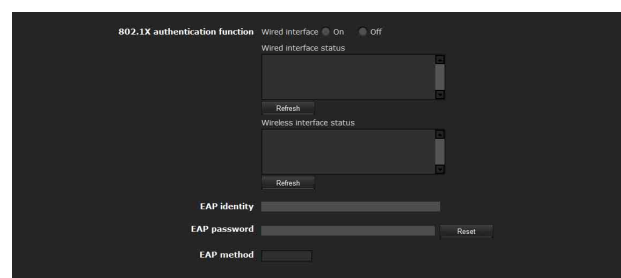 802.1X authentication function Wired interface On Off
Wired interface status
Refresh
Wireless interface status
Refresh
EAP identity
EAP password Reset
EAP method